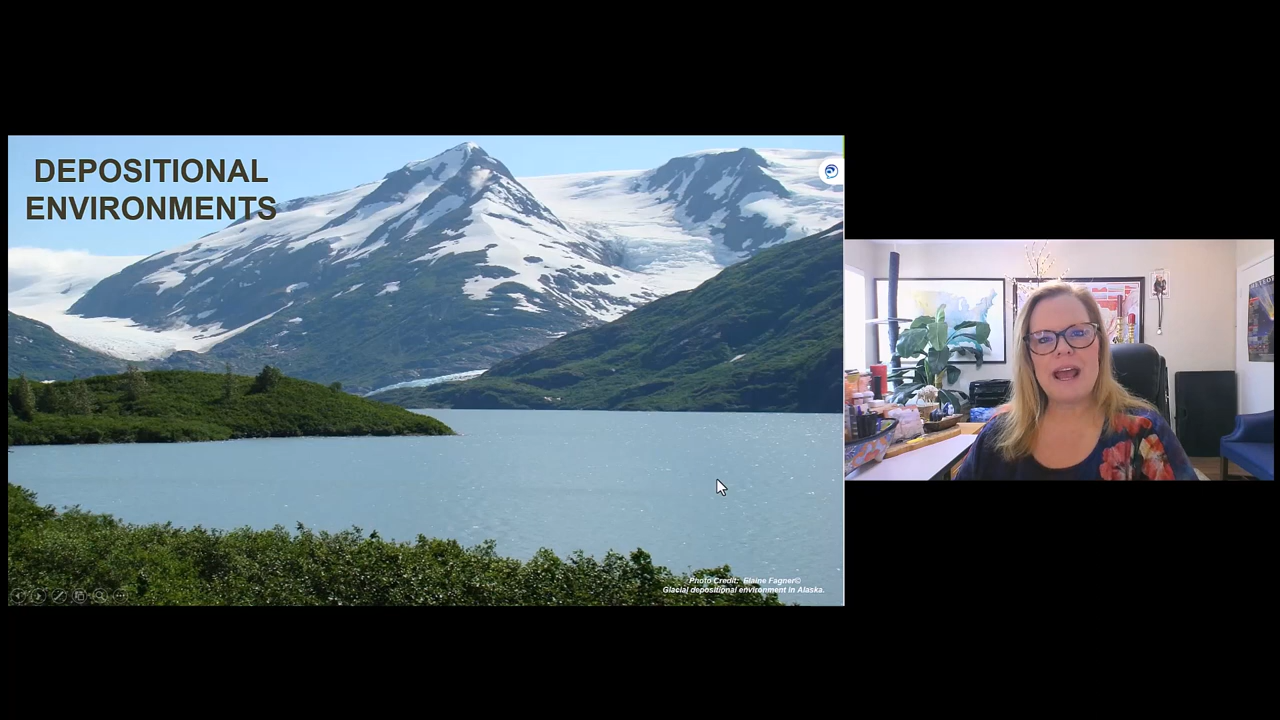 DEPOSITIONAL
ENVIRONMENTS
Photo Credit: Elaine Fagner©
Glacial depositional environment in Alaska.